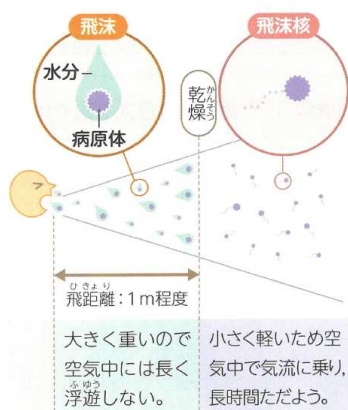 飛沫
飛沫核
水分
病原体
かんそう
乾燥
ひきょり
飛距離：1m程度
大きく重いので
空気中には長く
ふゆう
浮遊しない。
小さく軽いため空
気中で気流に乗り，
長時間ただよう。